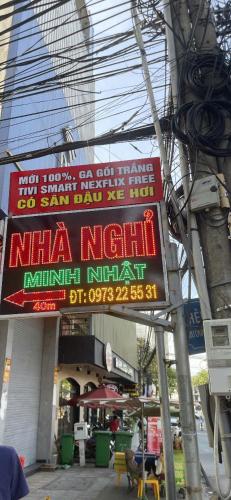 MỚI 100%, GA GỐI TRẮNG
TIVI SMART NEXFLIX FREE
CÓ SÂN ĐẬU XE HƠI
NHÀ NGHỈ
MINH NHẬT
40m ĐT: 0973 22 55 31